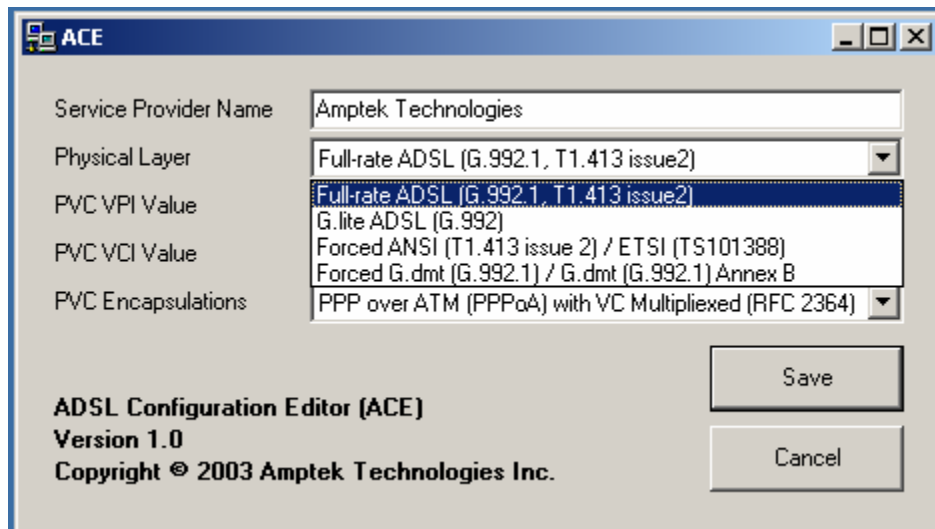 ACE
Service Provider Name Amptek Technologies
Physical Layer Full-rate ADSL (G.992.1, T1.413 issue2)
Full-rate ADSL (G.992.1, T1.413 issue2)
PVC VPI Value
G.lite ADSL (G.992)
Forced ANSI (T1.413 issue 2) / ETSI (TS101388)
PVC VCI Value
Forced G.dmt (G.992.1) / G.dmt (G.992.1) Annex B
PVC Encapsulations PPP over ATM (PPPoA) with VC Multipliexed (RFC 2364)
Save
ADSL Configuration Editor (ACE)
Version 1.0
Copyright © 2003 Amptek Technologies Inc.
Cancel